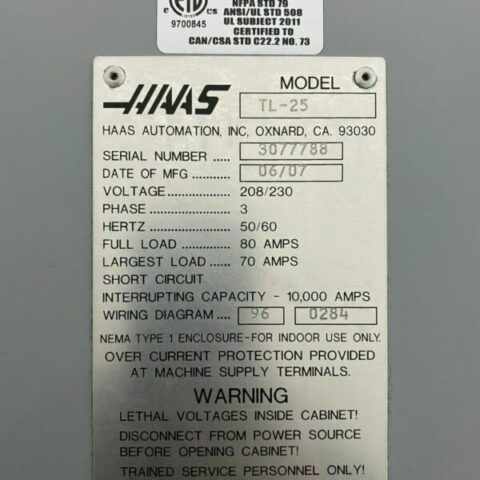 NFPA STD 79
ANSI/UL STD 508
UL SUBJECT 2011
CERTIFIED TO
CAN/CSA STD C22.2 NO. 73
c ETL us
9700845
HAAS
MODEL TL-25
HAAS AUTOMATION, INC, OXNARD, CA. 93030
SERIAL NUMBER ..... 3077788
DATE OF MFG ........... 06/07
VOLTAGE .................. 208/230
PHASE ....................... 3
HERTZ ....................... 50/60
FULL LOAD .............. 80 AMPS
LARGEST LOAD ....... 70 AMPS
SHORT CIRCUIT
INTERRUPTING CAPACITY - 10,000 AMPS
WIRING DIAGRAM .... 96 0284
NEMA TYPE 1 ENCLOSURE-FOR INDOOR USE ONLY.
OVER CURRENT PROTECTION PROVIDED
AT MACHINE SUPPLY TERMINALS.
WARNING
LETHAL VOLTAGES INSIDE CABINET!
DISCONNECT FROM POWER SOURCE
BEFORE OPENING CABINET!
TRAINED SERVICE PERSONNEL ONLY!